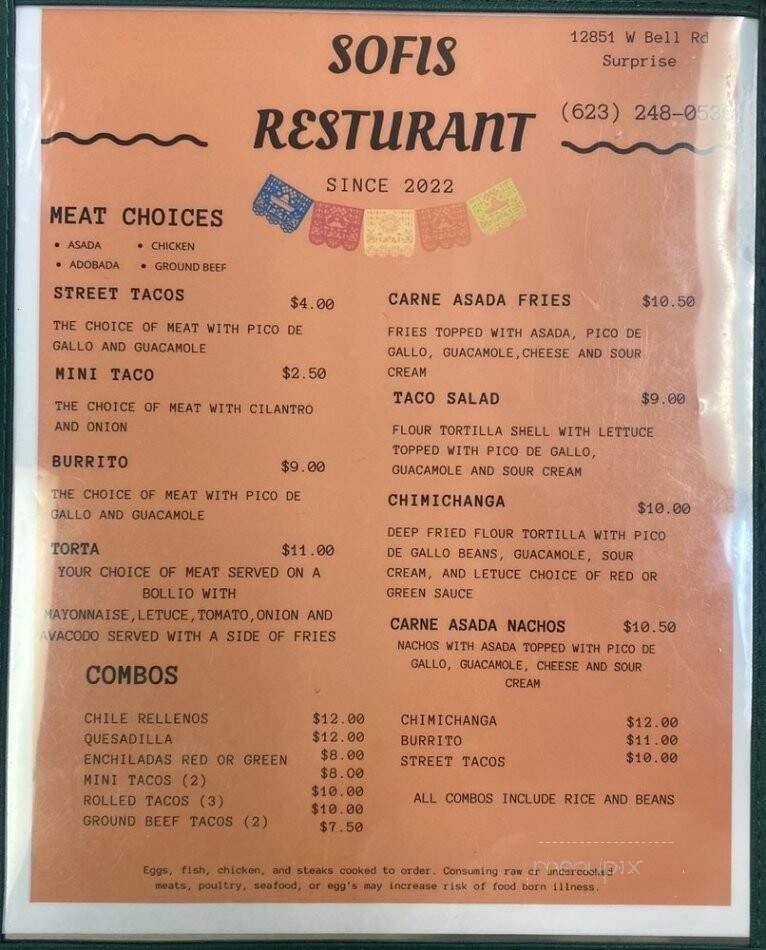 SOFIS
RESTURANT
SINCE 2022
12851 W Bell Rd
Surprise
(623) 248-053
MEAT CHOICES
• ASADA • CHICKEN
• ADOBADA • GROUND BEEF
STREET TACOS $4.00
THE CHOICE OF MEAT WITH PICO DE
GALLO AND GUACAMOLE
MINI TACO $2.50
THE CHOICE OF MEAT WITH CILANTRO
AND ONION
BURRITO $9.00
THE CHOICE OF MEAT WITH PICO DE
GALLO AND GUACAMOLE
TORTA $11.00
YOUR CHOICE OF MEAT SERVED ON A
BOLLIO WITH
MAYONNAISE,LETUCE,TOMATO,ONION AND
AVACODO SERVED WITH A SIDE OF FRIES
CARNE ASADA FRIES $10.50
FRIES TOPPED WITH ASADA, PICO DE
GALLO, GUACAMOLE,CHEESE AND SOUR
CREAM
TACO SALAD $9.00
FLOUR TORTILLA SHELL WITH LETTUCE
TOPPED WITH PICO DE GALLO,
GUACAMOLE AND SOUR CREAM
CHIMICHANGA $10.00
DEEP FRIED FLOUR TORTILLA WITH PICO
DE GALLO BEANS, GUACAMOLE, SOUR
CREAM, AND LETUCE CHOICE OF RED OR
GREEN SAUCE
CARNE ASADA NACHOS $10.50
NACHOS WITH ASADA TOPPED WITH PICO DE
GALLO, GUACAMOLE, CHEESE AND SOUR
CREAM
COMBOS
CHILE RELLENOS $12.00
QUESADILLA $12.00
ENCHILADAS RED OR GREEN $8.00
MINI TACOS (2) $8.00
ROLLED TACOS (3) $10.00
GROUND BEEF TACOS (2) $10.00
$7.50
CHIMICHANGA $12.00
BURRITO $11.00
STREET TACOS $10.00
ALL COMBOS INCLUDE RICE AND BEANS
Eggs, fish, chicken, and steaks cooked to order. Consuming raw or undercooked
meats, poultry, seafood, or egg's may increase risk of food born illness.
menupix